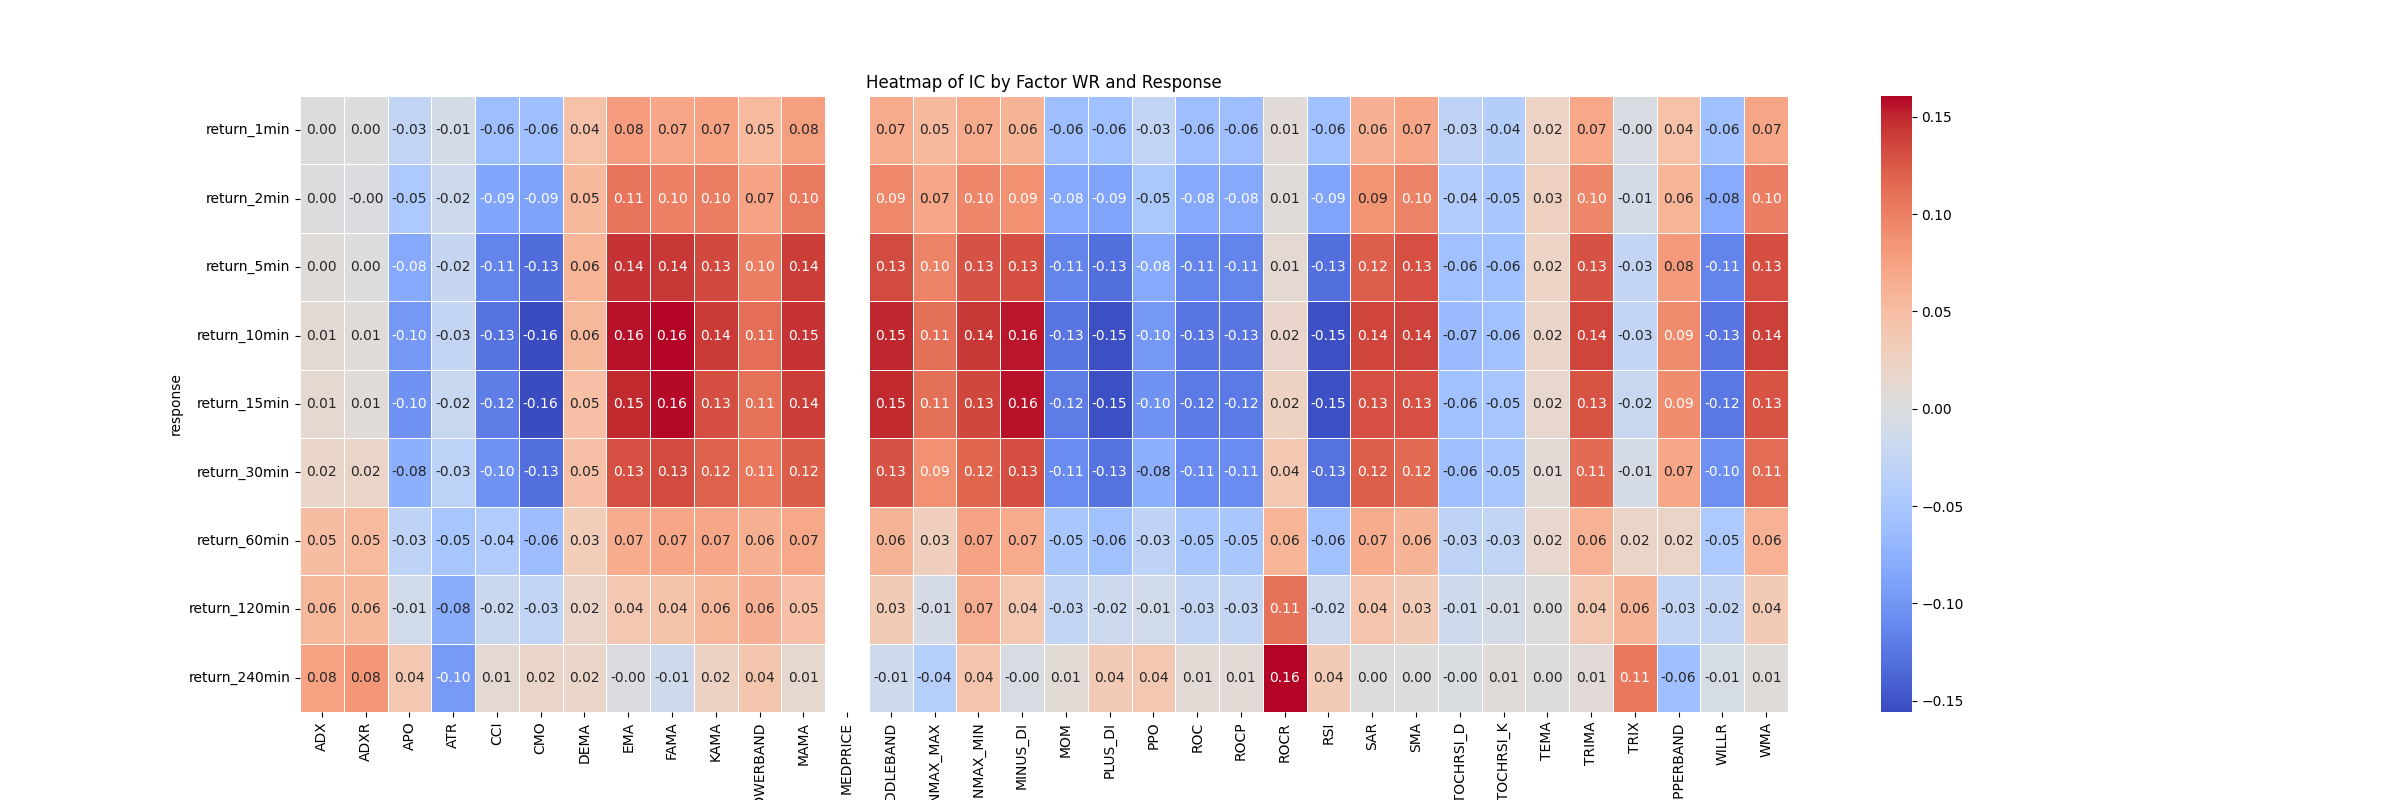 Heatmap of IC by Factor WR and Response
response
return_1min 0.00 0.00 -0.03 -0.01 -0.06 -0.06 0.04 0.08 0.07 0.07 0.05 0.08 0.07 0.05 0.07 0.06 -0.06 -0.06 -0.03 -0.06 -0.06 0.01 -0.06 0.06 0.07 -0.03 -0.04 0.02 0.07 -0.00 0.04 -0.06 0.07
return_2min 0.00 -0.00 -0.05 -0.02 -0.09 -0.09 0.05 0.11 0.10 0.10 0.07 0.10 0.09 0.07 0.10 0.09 -0.08 -0.09 -0.05 -0.08 -0.08 0.01 -0.09 0.09 0.10 -0.04 -0.05 0.03 0.10 -0.01 0.06 -0.08 0.10
return_5min 0.00 0.00 -0.08 -0.02 -0.11 -0.13 0.06 0.14 0.14 0.13 0.10 0.14 0.13 0.10 0.13 0.13 -0.11 -0.13 -0.08 -0.11 -0.11 0.01 -0.13 0.12 0.13 -0.06 -0.06 0.02 0.13 -0.03 0.08 -0.11 0.13
return_10min 0.01 0.01 -0.10 -0.03 -0.13 -0.16 0.06 0.16 0.16 0.14 0.11 0.15 0.15 0.11 0.14 0.16 -0.13 -0.15 -0.10 -0.13 -0.13 0.02 -0.15 0.14 0.14 -0.07 -0.06 0.02 0.14 -0.03 0.09 -0.13 0.14
return_15min 0.01 0.01 -0.10 -0.02 -0.12 -0.16 0.05 0.15 0.16 0.13 0.11 0.14 0.15 0.11 0.13 0.16 -0.12 -0.15 -0.10 -0.12 -0.12 0.02 -0.15 0.13 0.13 -0.06 -0.05 0.02 0.13 -0.02 0.09 -0.12 0.13
return_30min 0.02 0.02 -0.08 -0.03 -0.10 -0.13 0.05 0.13 0.13 0.12 0.11 0.12 0.13 0.09 0.12 0.13 -0.11 -0.13 -0.08 -0.11 -0.11 0.04 -0.13 0.12 0.12 -0.06 -0.05 0.01 0.11 -0.01 0.07 -0.10 0.11
return_60min 0.05 0.05 -0.03 -0.05 -0.04 -0.06 0.03 0.07 0.07 0.07 0.06 0.07 0.06 0.03 0.07 0.07 -0.05 -0.06 -0.03 -0.05 -0.05 0.06 -0.06 0.07 0.06 -0.03 -0.03 0.02 0.06 0.02 0.02 -0.05 0.06
return_120min 0.06 0.06 -0.01 -0.08 -0.02 -0.03 0.02 0.04 0.04 0.06 0.06 0.05 0.03 -0.01 0.07 0.04 -0.03 -0.02 -0.01 -0.03 -0.03 0.11 -0.02 0.04 0.03 -0.01 -0.01 0.00 0.04 0.06 -0.03 -0.02 0.04
return_240min 0.08 0.08 0.04 -0.10 0.01 0.02 0.02 -0.00 -0.01 0.02 0.04 0.01 -0.01 -0.04 0.04 -0.00 0.01 0.04 0.04 0.01 0.01 0.16 0.04 0.00 0.00 -0.00 0.01 0.00 0.01 0.11 -0.06 -0.01 0.01
ADX ADXR APO ATR CCI CMO DEMA EMA FAMA KAMA OWERBAND MAMA MEDPRICE DDLEBAND NMAX_MAX NMAX_MIN MINUS_DI MOM PLUS_DI PPO ROC ROCP ROCR RSI SAR SMA TOCHRSI_D TOCHRSI_K TEMA TRIMA TRIX PPERBAND WILLR WMA
0.15
0.10
0.05
0.00
−0.05
−0.10
−0.15